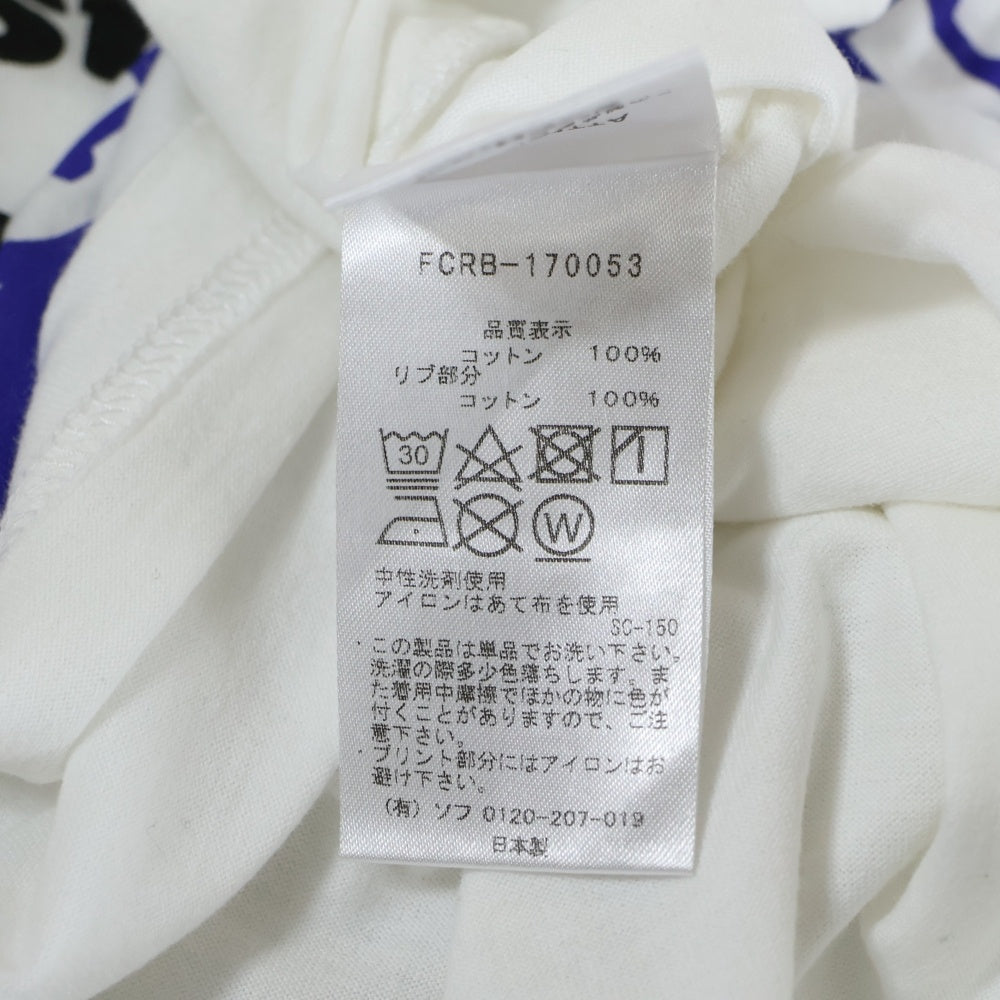 FCRB-170053
品質表示
コットン 100%
リブ部分
コットン 100%
30
W
中性洗剤使用
アイロンはあて布を使用
SC-150
・この製品は単品でお洗い下さい。
洗濯の際多少色落ちします。ま
た着用中摩擦でほかの物に色が
付くことがありますので、ご注
意下さい。
・プリント部分にはアイロンはお
避け下さい。
(有)ソフ 0120-207-019
日本製